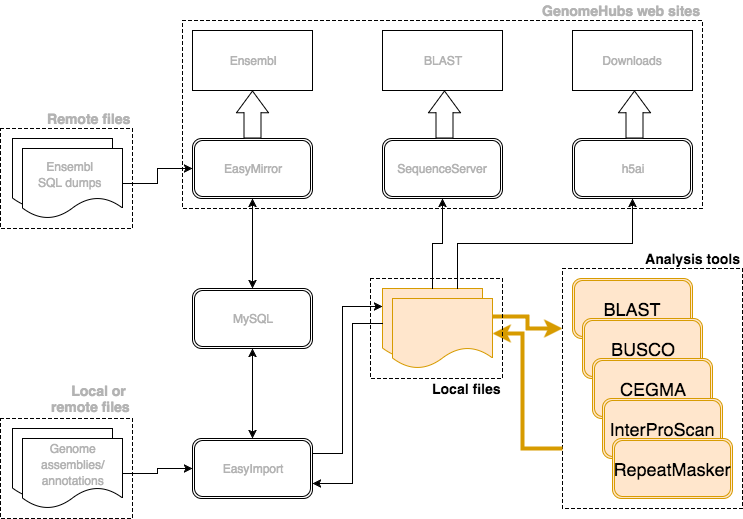 GenomeHubs web sites
Ensembl
BLAST
Downloads
Remote files
Ensembl
SQL dumps
EasyMirror
SequenceServer
h5ai
Analysis tools
MySQL
BLAST
BUSCO
CEGMA
InterProScan
RepeatMasker
Local files
Local or
remote files
Genome
assemblies/
annotations
EasyImport